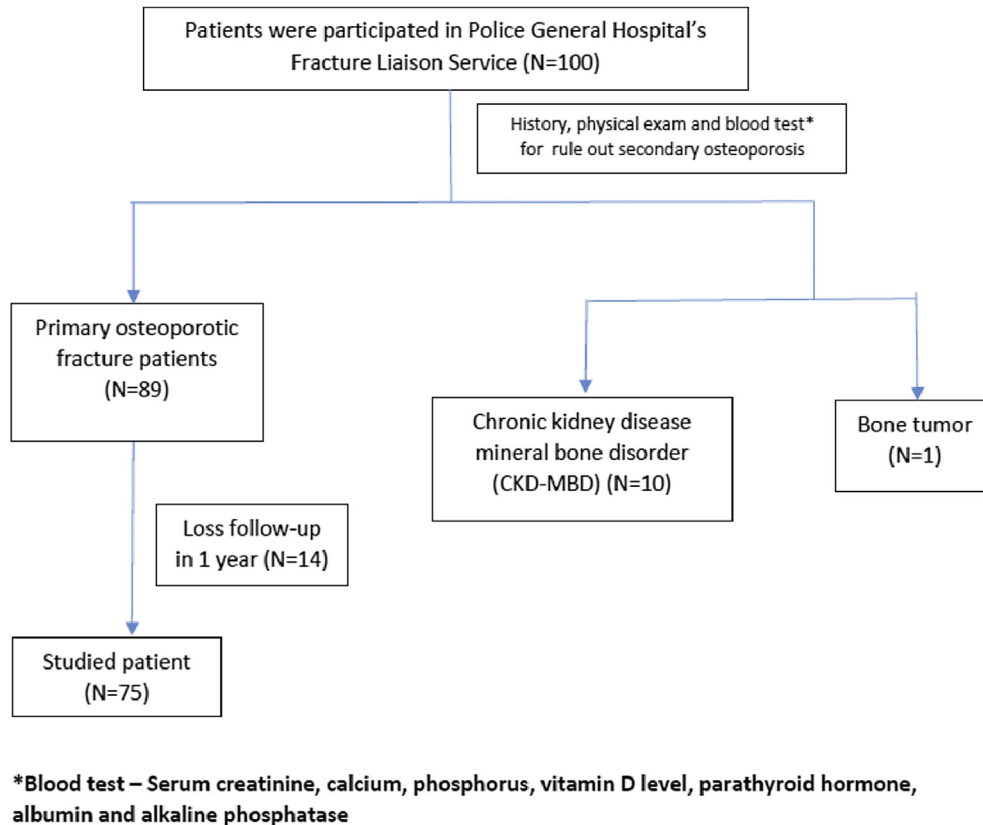 Patients were participated in Police General Hospital's
Fracture Liaison Service (N=100)
History, physical exam and blood test*
for rule out secondary osteoporosis
Primary osteoporotic
fracture patients
(N=89)
Chronic kidney disease
mineral bone disorder
(CKD-MBD) (N=10)
Bone tumor
(N=1)
Loss follow-up
in 1 year (N=14)
Studied patient
(N=75)
*Blood test – Serum creatinine, calcium, phosphorus, vitamin D level, parathyroid hormone,
albumin and alkaline phosphatase